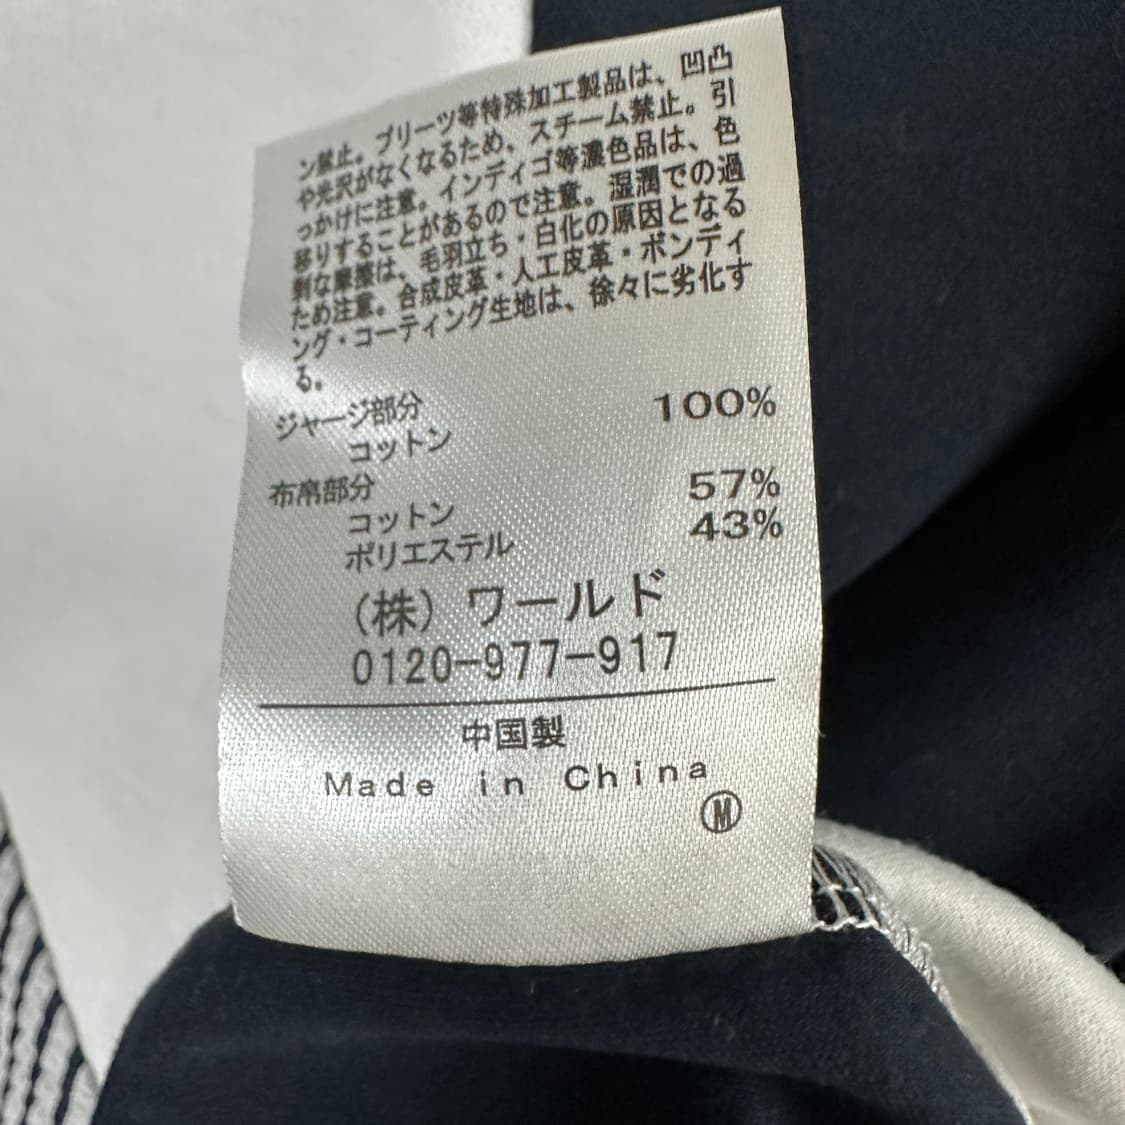 ン禁止。プリーツ等特殊加工製品は、凹凸
や光沢がなくなるため、スチーム禁止。引
っかけに注意。インディゴ等濃色品は、色
移りすることがあるので注意。湿潤での過
剰な摩擦は、毛羽立ち・白化の原因となる
ため注意。合成皮革・人工皮革・ボンディ
ング・コーティング生地は、徐々に劣化す
る。
ジャージ部分
コットン 100%
布帛部分
コットン 57%
ポリエステル 43%
(株) ワールド
0120-977-917
中国製
Made in China
M